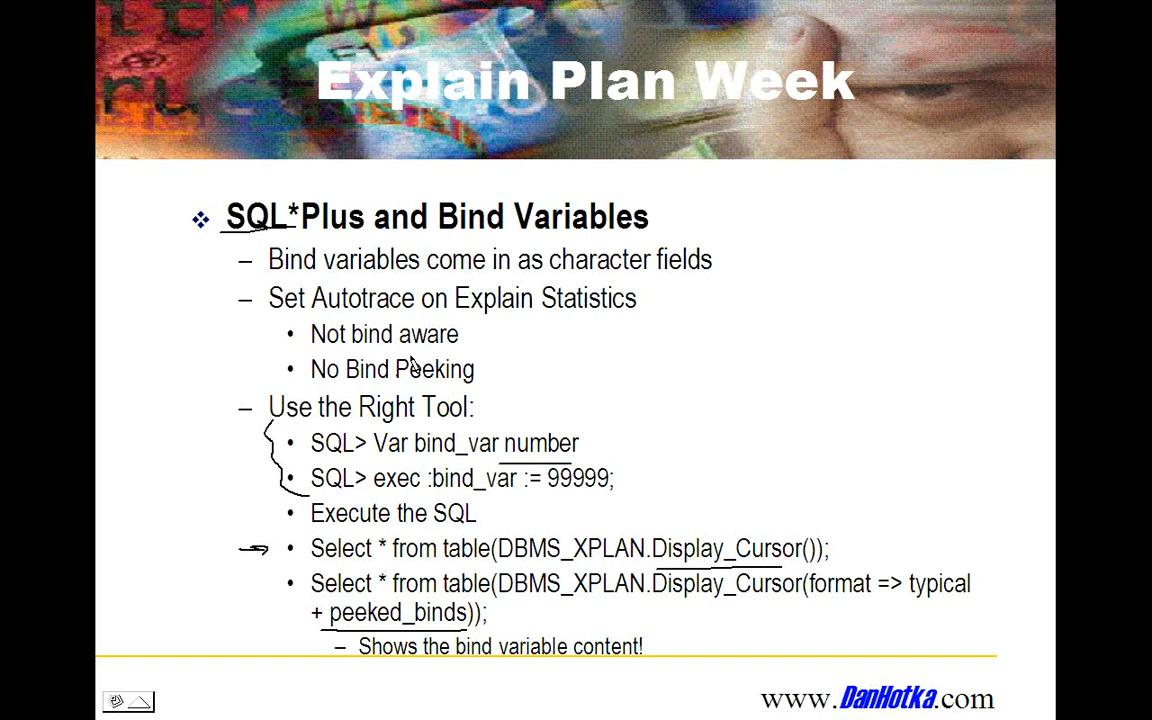 Explain Plan Week
SQL*Plus and Bind Variables
– Bind variables come in as character fields
– Set Autotrace on Explain Statistics
• Not bind aware
• No Bind Peeking
– Use the Right Tool:
• SQL> Var bind_var number
• SQL> exec :bind_var := 99999;
• Execute the SQL
• Select * from table(DBMS_XPLAN.Display_Cursor());
• Select * from table(DBMS_XPLAN.Display_Cursor(format => typical
+ peeked_binds));
– Shows the bind variable content!
www.DanHotka.com